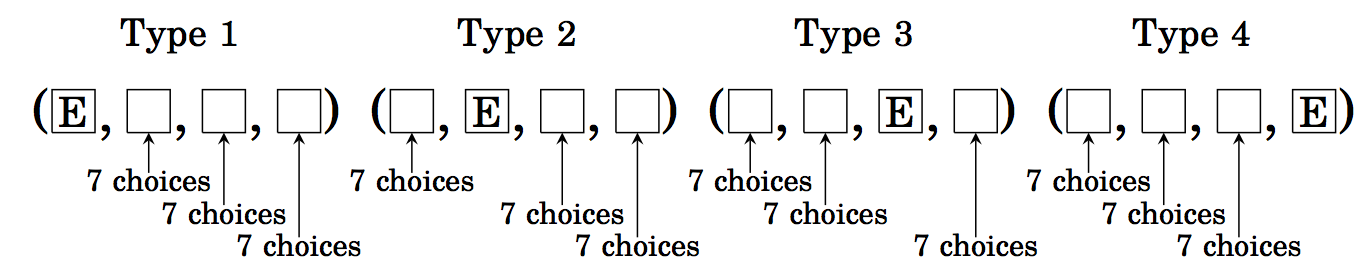 Type 1 Type 2 Type 3 Type 4
(E, , , ) ( , E, , ) ( , , E, ) ( , , , E)
7 choices 7 choices 7 choices 7 choices
7 choices 7 choices 7 choices 7 choices
7 choices 7 choices 7 choices 7 choices